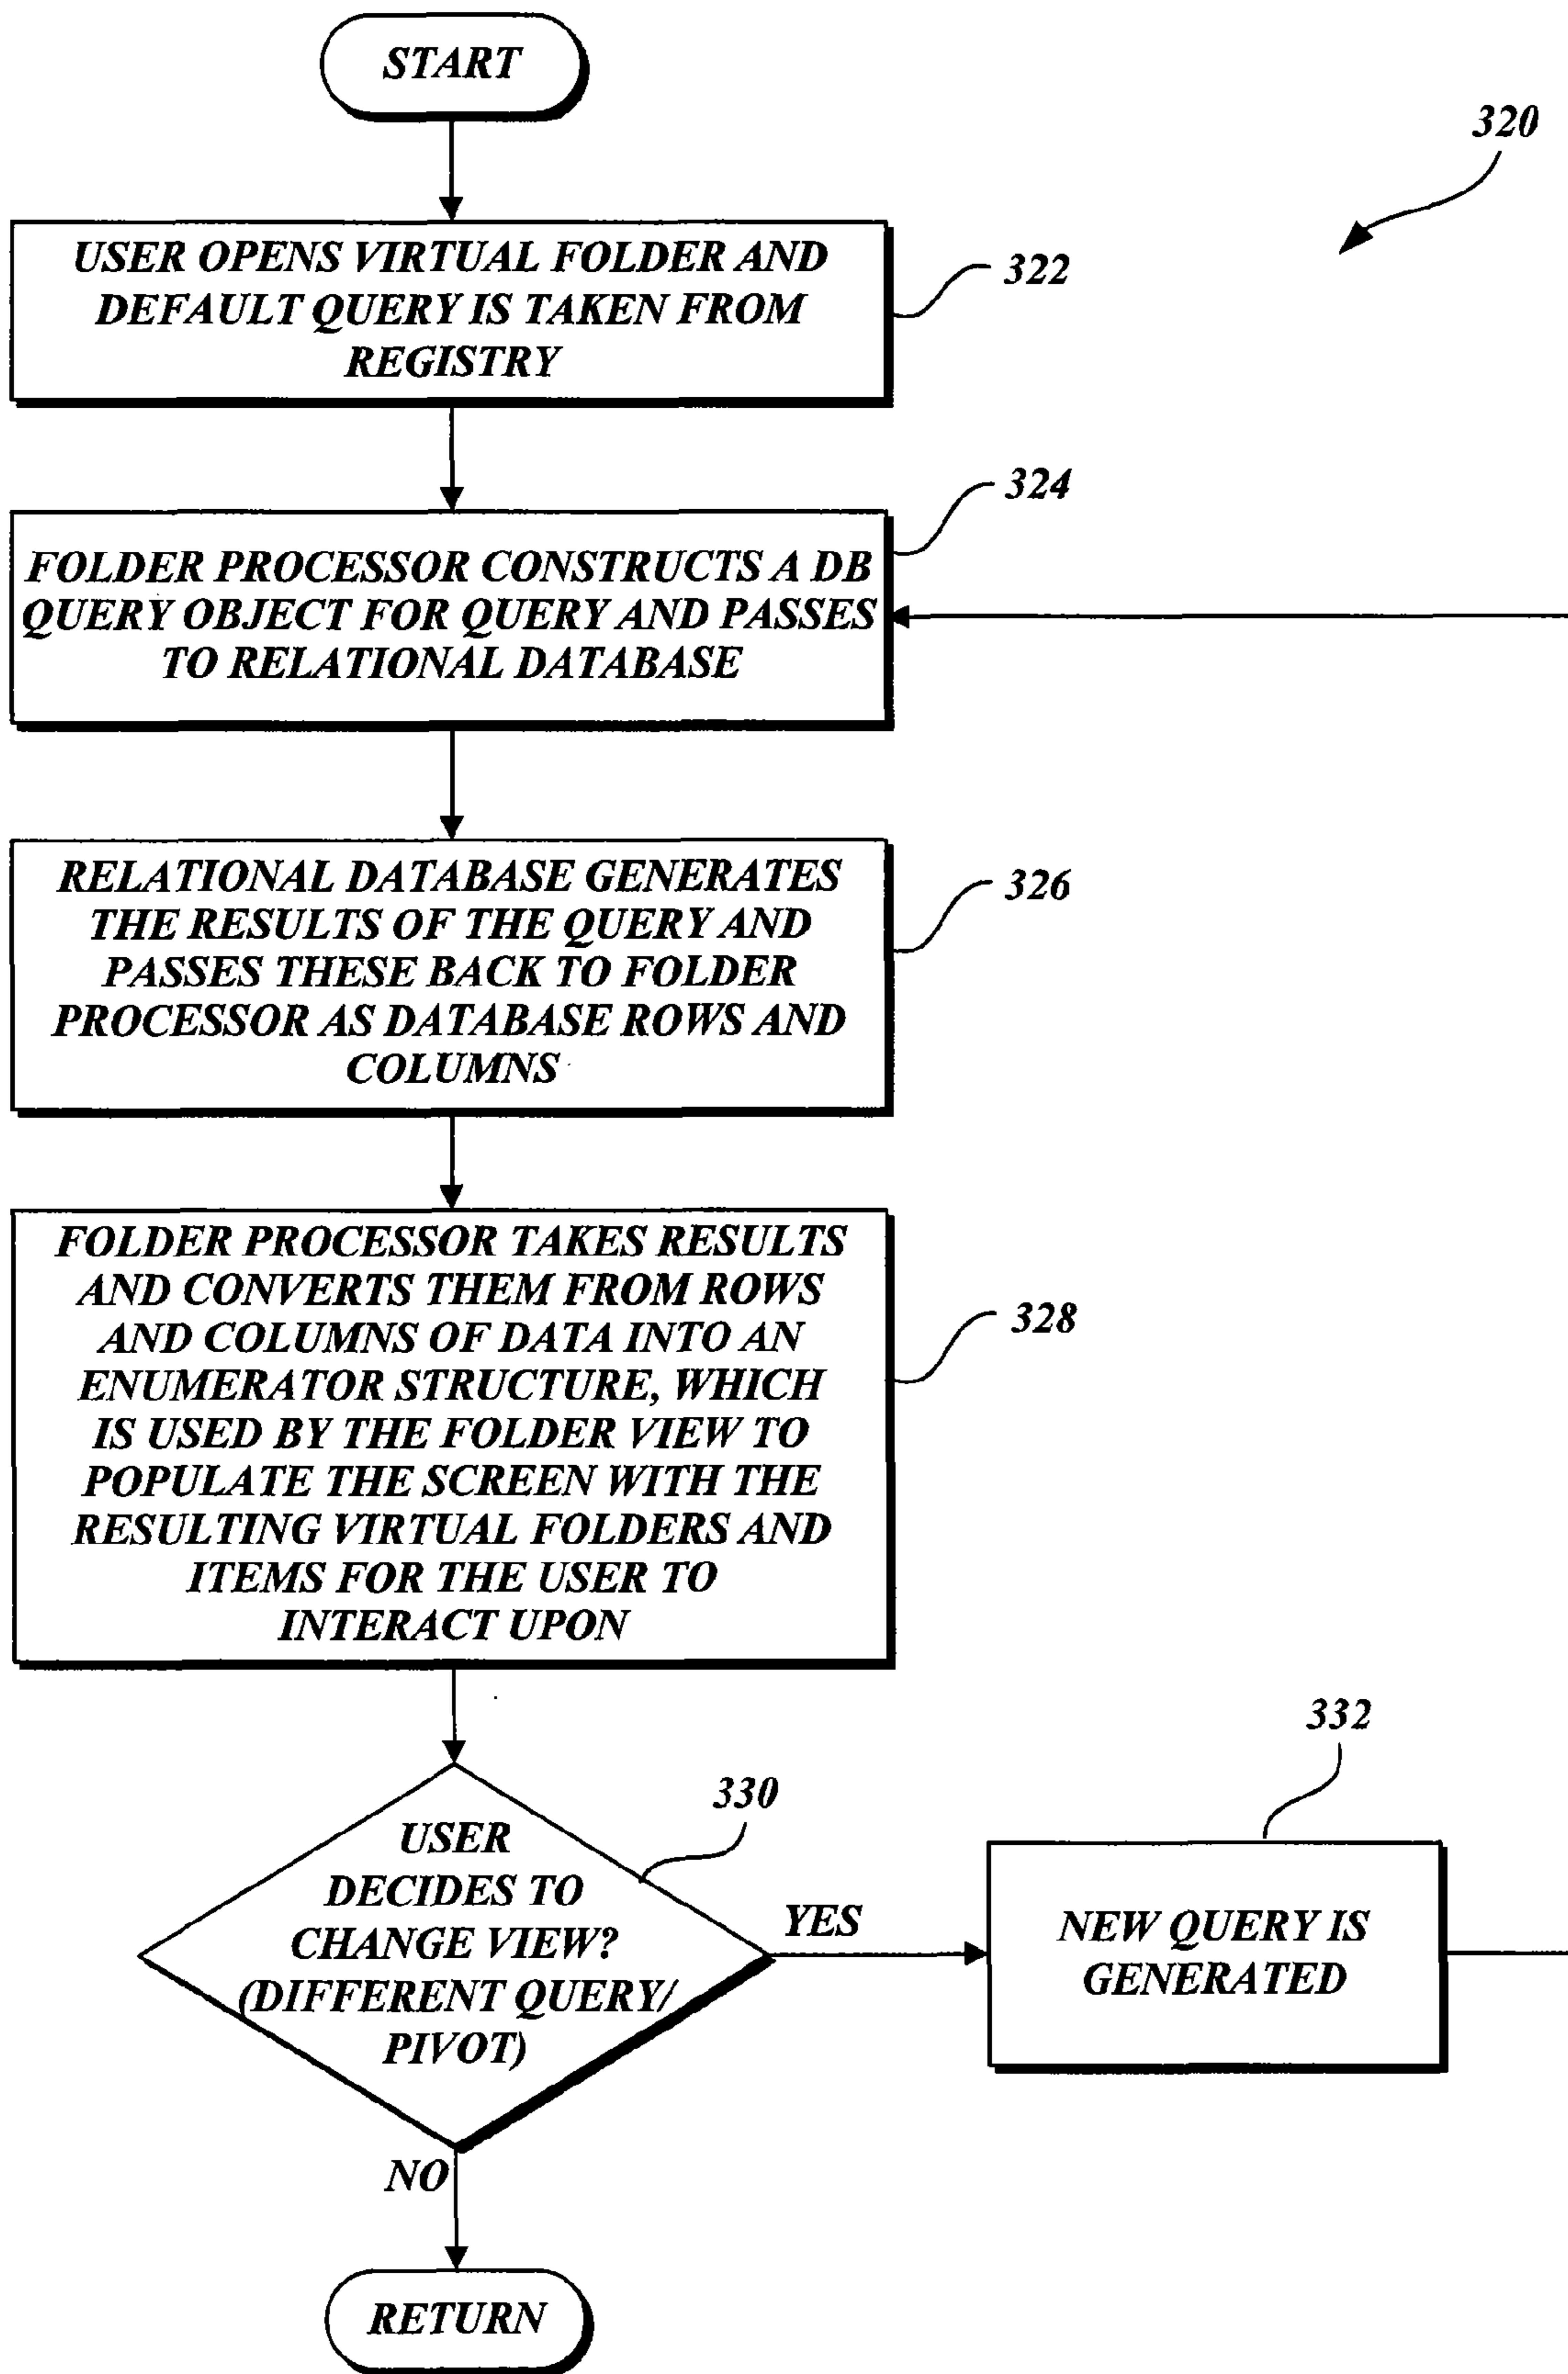 START
320
USER OPENS VIRTUAL FOLDER AND
DEFAULT QUERY IS TAKEN FROM
REGISTRY
322
324
FOLDER PROCESSOR CONSTRUCTS A DB
QUERY OBJECT FOR QUERY AND PASSES
TO RELATIONAL DATABASE
RELATIONAL DATABASE GENERATES
THE RESULTS OF THE QUERY AND
PASSES THESE BACK TO FOLDER
PROCESSOR AS DATABASE ROWS AND
COLUMNS
326
FOLDER PROCESSOR TAKES RESULTS
AND CONVERTS THEM FROM ROWS
AND COLUMNS OF DATA INTO AN
ENUMERATOR STRUCTURE, WHICH
IS USED BY THE FOLDER VIEW TO
POPULATE THE SCREEN WITH THE
RESULTING VIRTUAL FOLDERS AND
ITEMS FOR THE USER TO
INTERACT UPON
328
330
USER
DECIDES TO
CHANGE VIEW?
(DIFFERENT QUERY/
PIVOT)
YES
332
NEW QUERY IS
GENERATED
NO
RETURN